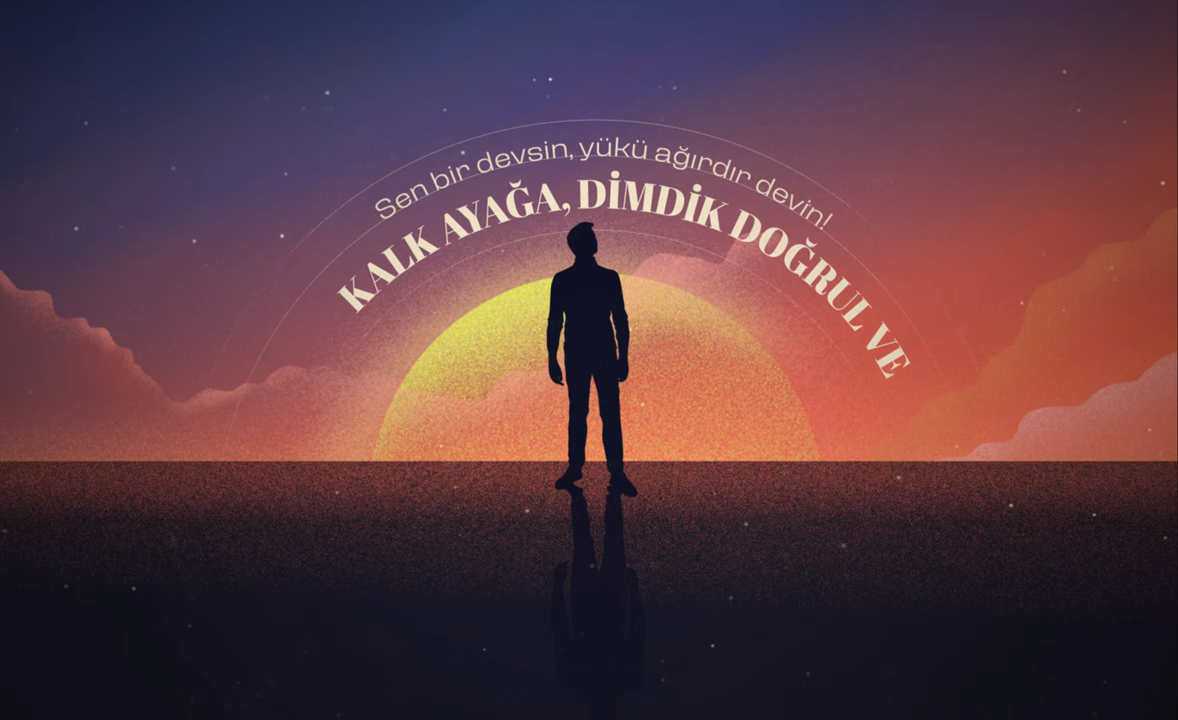 Sen bir devsin, yükü ağırdır devin!
KALK AYAĞA, DİMDİK DOĞRUL VE